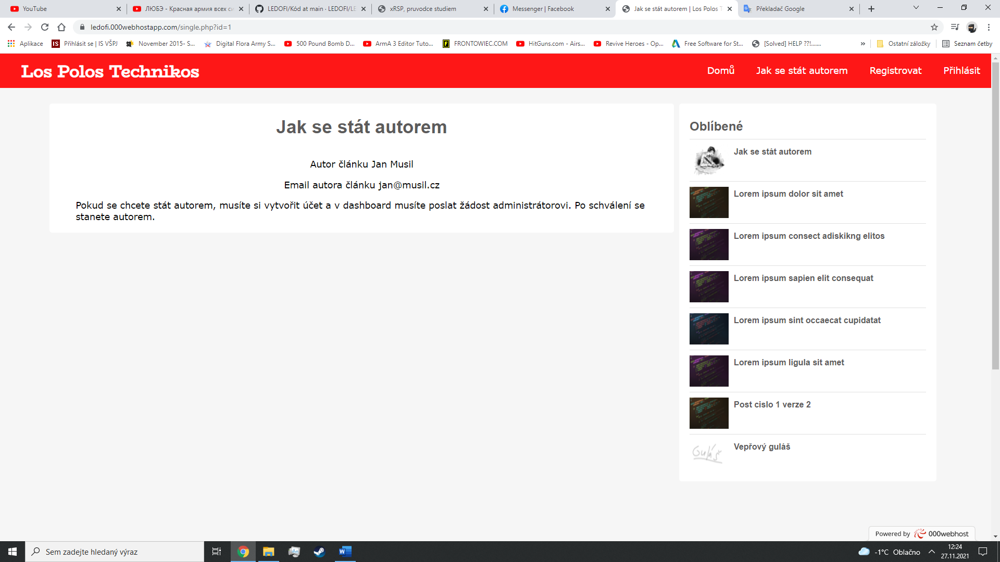 YouTube
ЛЮБЭ - Красная армия всех си
LEDOFI/Kód at main · LEDOFI/LE
xRSP, pruvodce studiem
Messenger | Facebook
Jak se stát autorem | Los Polos T
Překladač Google
ledofi.000webhostapp.com/single.php?id=1
Aplikace
IS Přihlásit se | IS VŠPJ
November 2015- S...
Digital Flora Army S...
500 Pound Bomb D...
ArmA 3 Editor Tuto...
F FRONTOWIEC.COM
HitGuns.com - Airs...
Revive Heroes - Op...
Free Software for St...
[Solved] HELP ??!.......
»
Ostatní záložky
Seznam četby
Los Polos Technikos
Domů
Jak se stát autorem
Registrovat
Přihlásit
Jak se stát autorem
Autor článku Jan Musil
Email autora článku jan@musil.cz
Pokud se chcete stát autorem, musíte si vytvořit účet a v dashboard musíte poslat žádost administrátorovi. Po schválení se
stanete autorem.
Oblíbené
Jak se stát autorem
Lorem ipsum dolor sit amet
Lorem ipsum consect adiskikng elitos
Lorem ipsum sapien elit consequat
Lorem ipsum sint occaecat cupidatat
Lorem ipsum ligula sit amet
Post cislo 1 verze 2
Guláš
Vepřový guláš
Powered by 000webhost
Sem zadejte hledaný výraz
-1°C Oblačno
12:24
27.11.2021